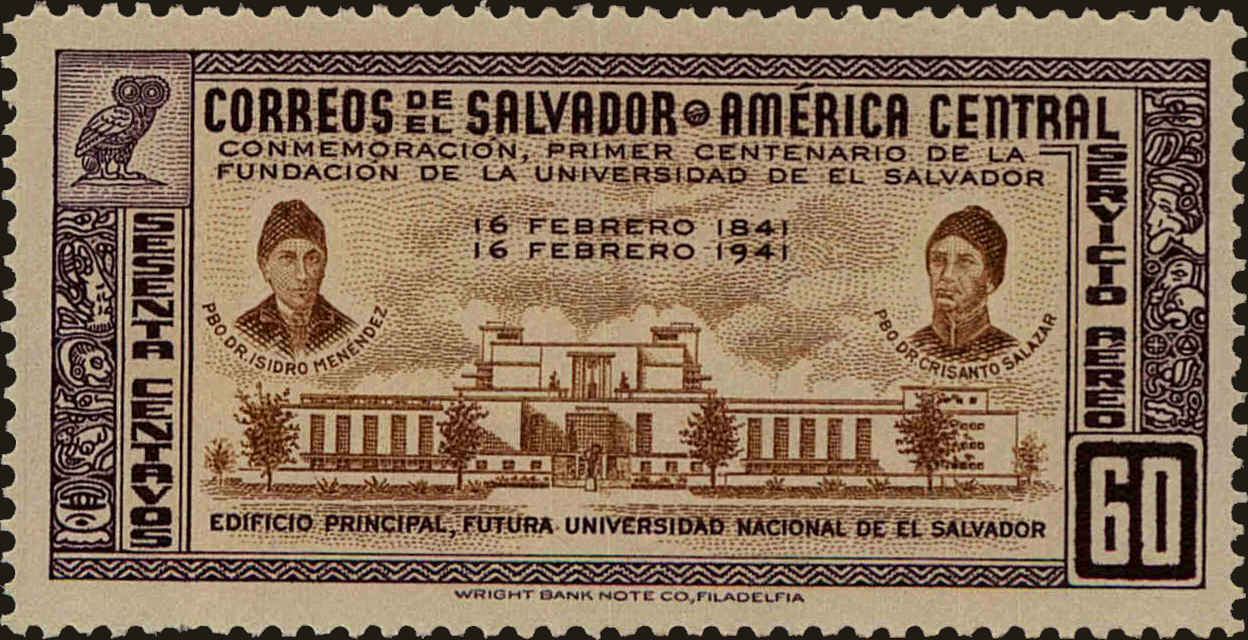 CORREOS DE EL SALVADOR AMÉRICA CENTRAL
CONMEMORACIÓN, PRIMER CENTENARIO DE LA
FUNDACIÓN DE LA UNIVERSIDAD DE EL SALVADOR
16 FEBRERO 1841
16 FEBRERO 1941
SESENTA CENTAVOS
SERVICIO AEREO
PBO. DR. ISIDRO MENENDEZ
PBO DR CRISANTO SALAZAR
60
EDIFICIO PRINCIPAL, FUTURA UNIVERSIDAD NACIONAL DE EL SALVADOR
WRIGHT BANK NOTE CO., FILADELFIA